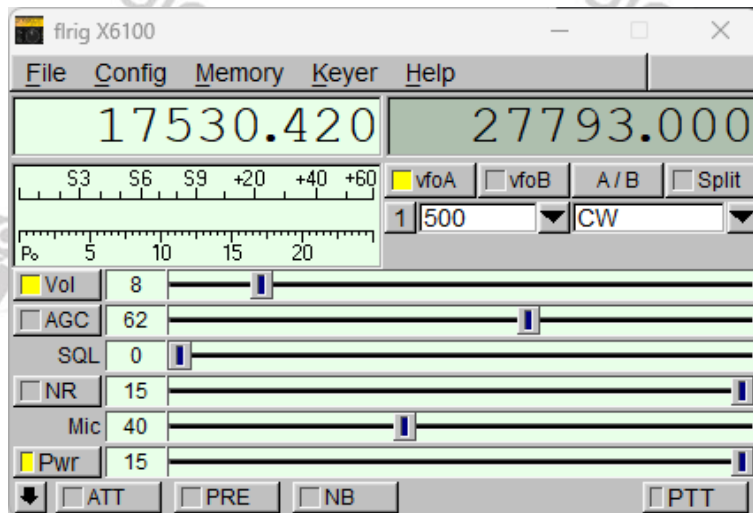 flrig X6100
File Config Memory Keyer Help
17530.420 27793.000
S3 S6 S9 +20 +40 +60
Po 5 10 15 20
vfoA vfoB A / B Split
1 500 CW
Vol 8
AGC 62
SQL 0
NR 15
Mic 40
Pwr 15
ATT PRE NB PTT